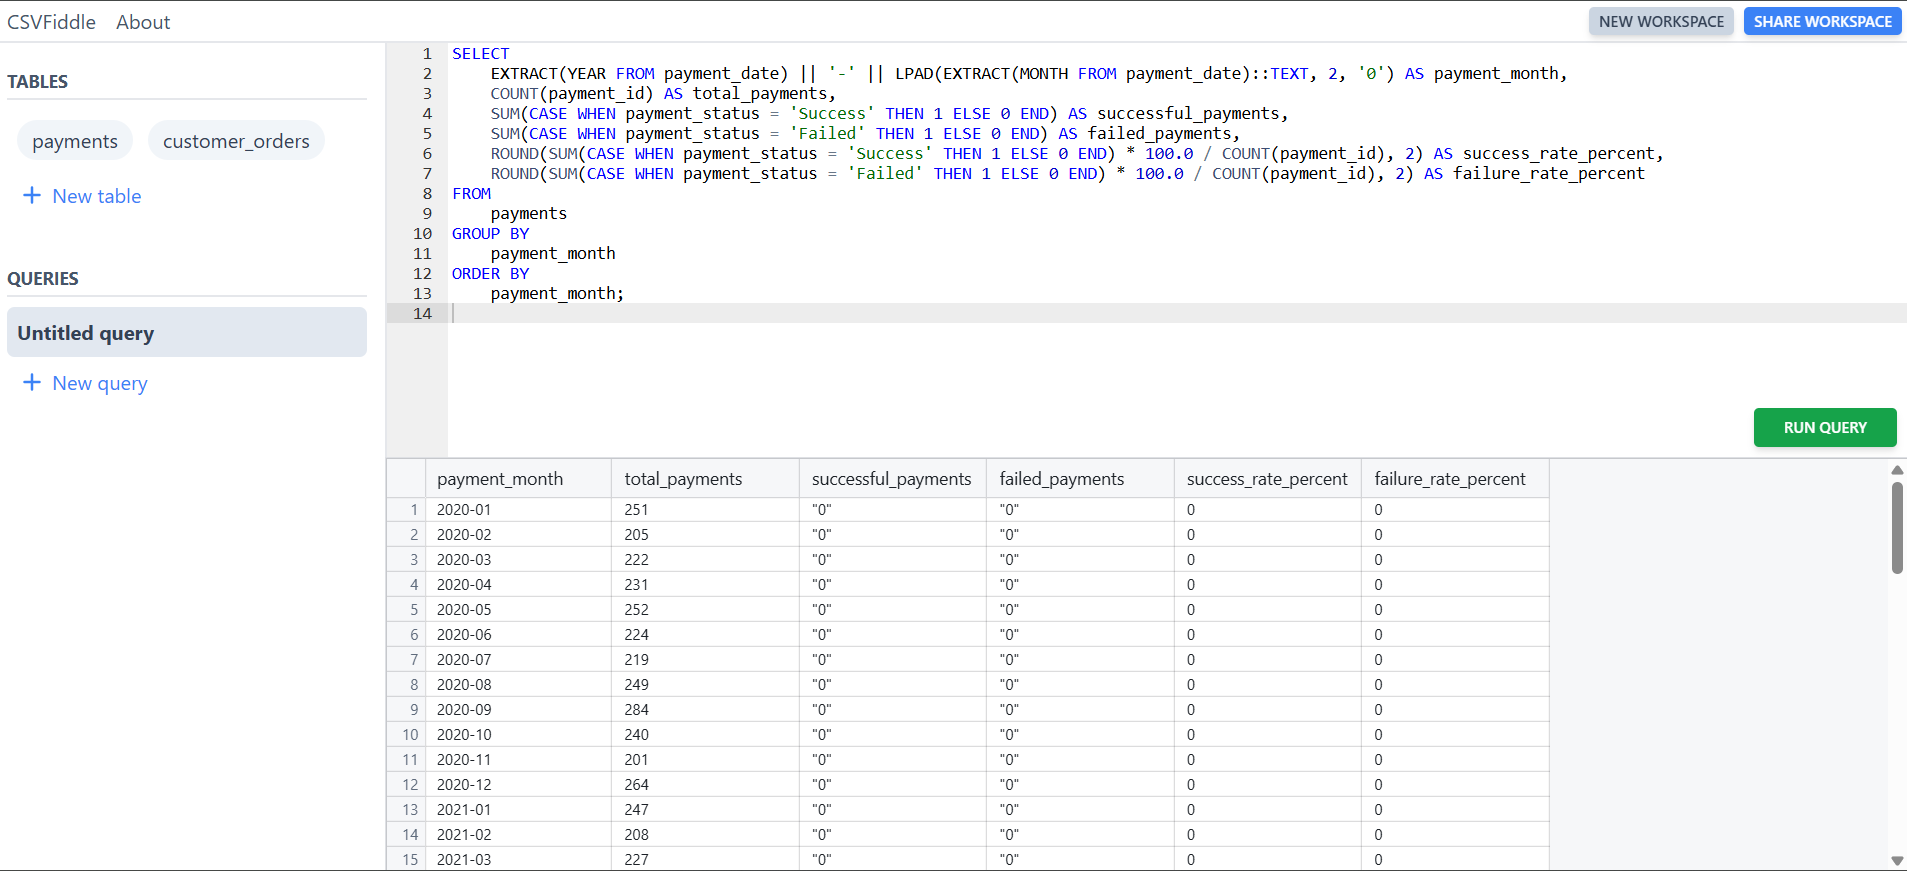 CSVFiddle About NEW WORKSPACE SHARE WORKSPACE
TABLES
payments customer_orders
+ New table
QUERIES
Untitled query
+ New query
1 SELECT
2     EXTRACT(YEAR FROM payment_date) || '-' || LPAD(EXTRACT(MONTH FROM payment_date)::TEXT, 2, '0') AS payment_month,
3     COUNT(payment_id) AS total_payments,
4     SUM(CASE WHEN payment_status = 'Success' THEN 1 ELSE 0 END) AS successful_payments,
5     SUM(CASE WHEN payment_status = 'Failed' THEN 1 ELSE 0 END) AS failed_payments,
6     ROUND(SUM(CASE WHEN payment_status = 'Success' THEN 1 ELSE 0 END) * 100.0 / COUNT(payment_id), 2) AS success_rate_percent,
7     ROUND(SUM(CASE WHEN payment_status = 'Failed' THEN 1 ELSE 0 END) * 100.0 / COUNT(payment_id), 2) AS failure_rate_percent
8 FROM
9     payments
10 GROUP BY
11     payment_month
12 ORDER BY
13     payment_month;
14
RUN QUERY
payment_month total_payments successful_payments failed_payments success_rate_percent failure_rate_percent
1 2020-01 251 "0" "0" 0 0
2 2020-02 205 "0" "0" 0 0
3 2020-03 222 "0" "0" 0 0
4 2020-04 231 "0" "0" 0 0
5 2020-05 252 "0" "0" 0 0
6 2020-06 224 "0" "0" 0 0
7 2020-07 219 "0" "0" 0 0
8 2020-08 249 "0" "0" 0 0
9 2020-09 284 "0" "0" 0 0
10 2020-10 240 "0" "0" 0 0
11 2020-11 201 "0" "0" 0 0
12 2020-12 264 "0" "0" 0 0
13 2021-01 247 "0" "0" 0 0
14 2021-02 208 "0" "0" 0 0
15 2021-03 227 "0" "0" 0 0